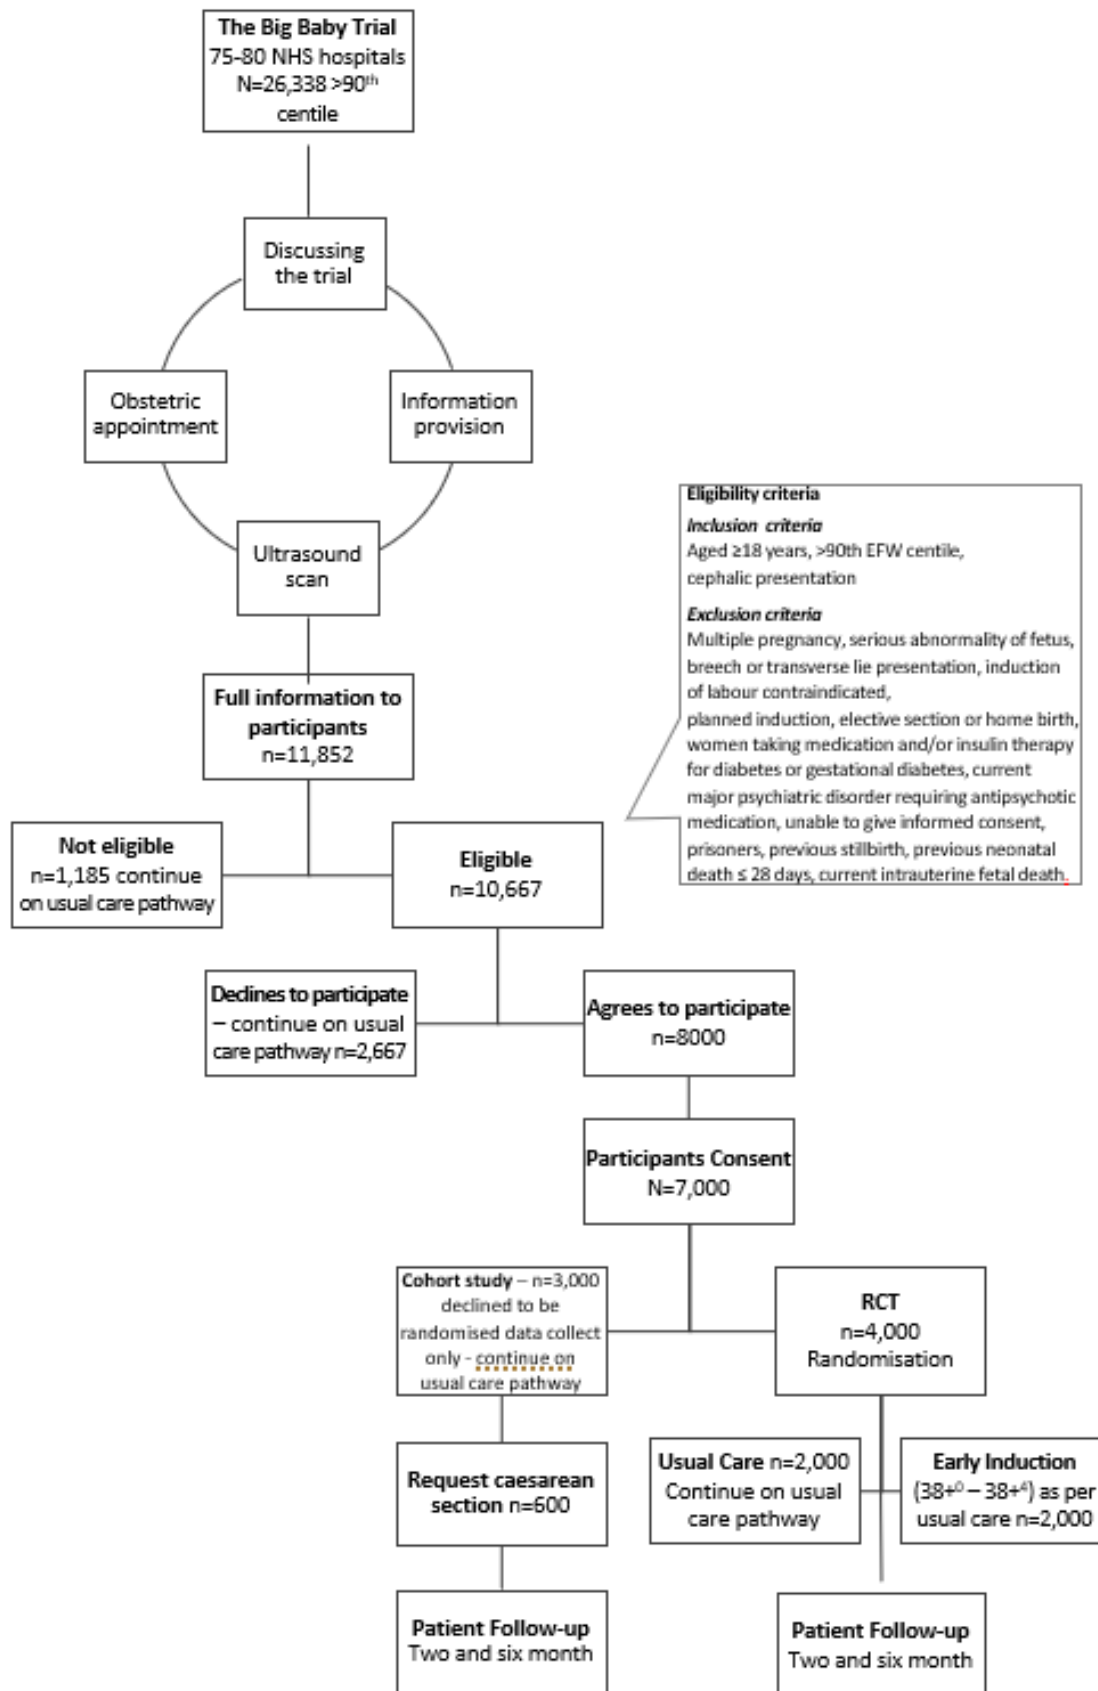 The Big Baby Trial
75-80 NHS hospitals
N=26,338 >90th
centile
Discussing
the trial
Obstetric
appointment
Information
provision
Ultrasound
scan
Eligibility criteria
Inclusion criteria
Aged ≥18 years, >90th EFW centile,
cephalic presentation
Exclusion criteria
Multiple pregnancy, serious abnormality of fetus,
breech or transverse lie presentation, induction
of labour contraindicated,
planned induction, elective section or home birth,
women taking medication and/or insulin therapy
for diabetes or gestational diabetes, current
major psychiatric disorder requiring antipsychotic
medication, unable to give informed consent,
prisoners, previous stillbirth, previous neonatal
death ≤ 28 days, current intrauterine fetal death.
Full information to
participants
n=11,852
Not eligible
n=1,185 continue
on usual care pathway
Eligible
n=10,667
Declines to participate
– continue on usual
care pathway n=2,667
Agrees to participate
n=8000
Participants Consent
N=7,000
Cohort study – n=3,000
declined to be
randomised data collect
only - continue on
usual care pathway
RCT
n=4,000
Randomisation
Request caesarean
section n=600
Usual Care n=2,000
Continue on usual
care pathway
Early Induction
(38+⁰ – 38+⁴) as per
usual care n=2,000
Patient Follow-up
Two and six month
Patient Follow-up
Two and six month